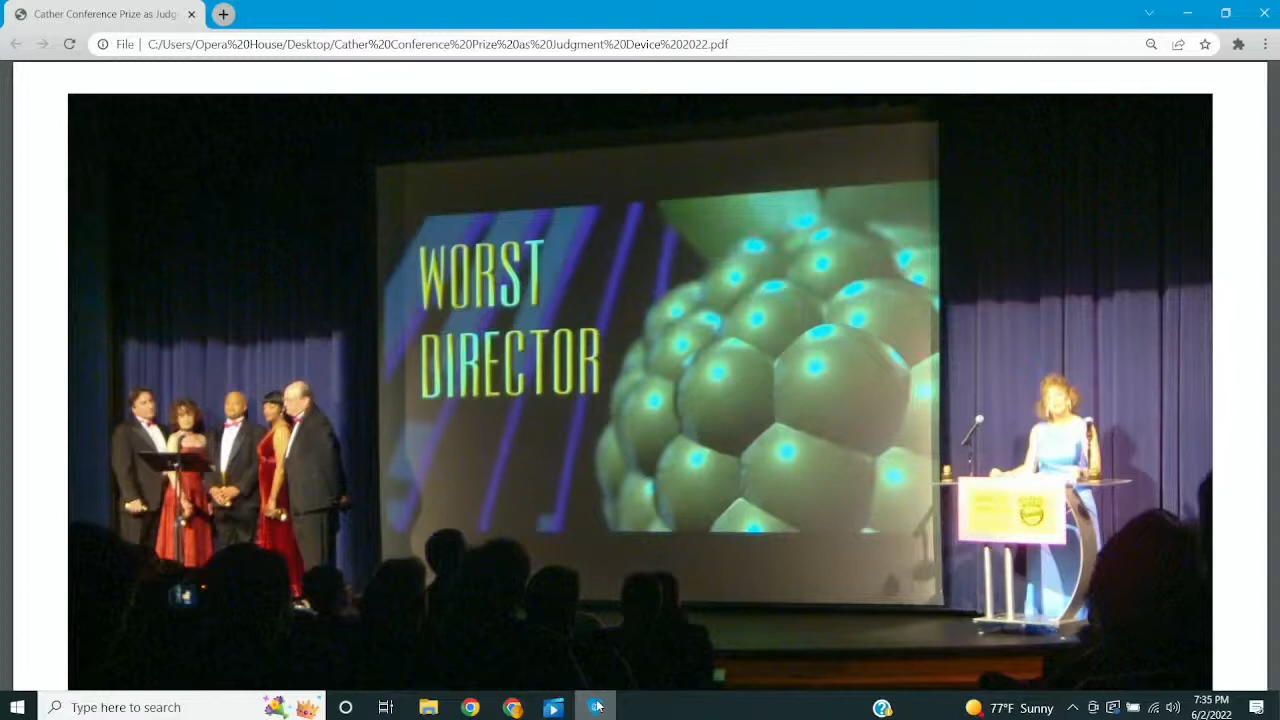 Cather Conference Prize as Judg
File
C:/Users/Opera%20House/Desktop/Cather%20Conference%20Prize%20as%20Judgment%20Device%202022.pdf
WORST
DIRECTOR
Type here to search
77°F Sunny
7:35 PM
6/2/2022